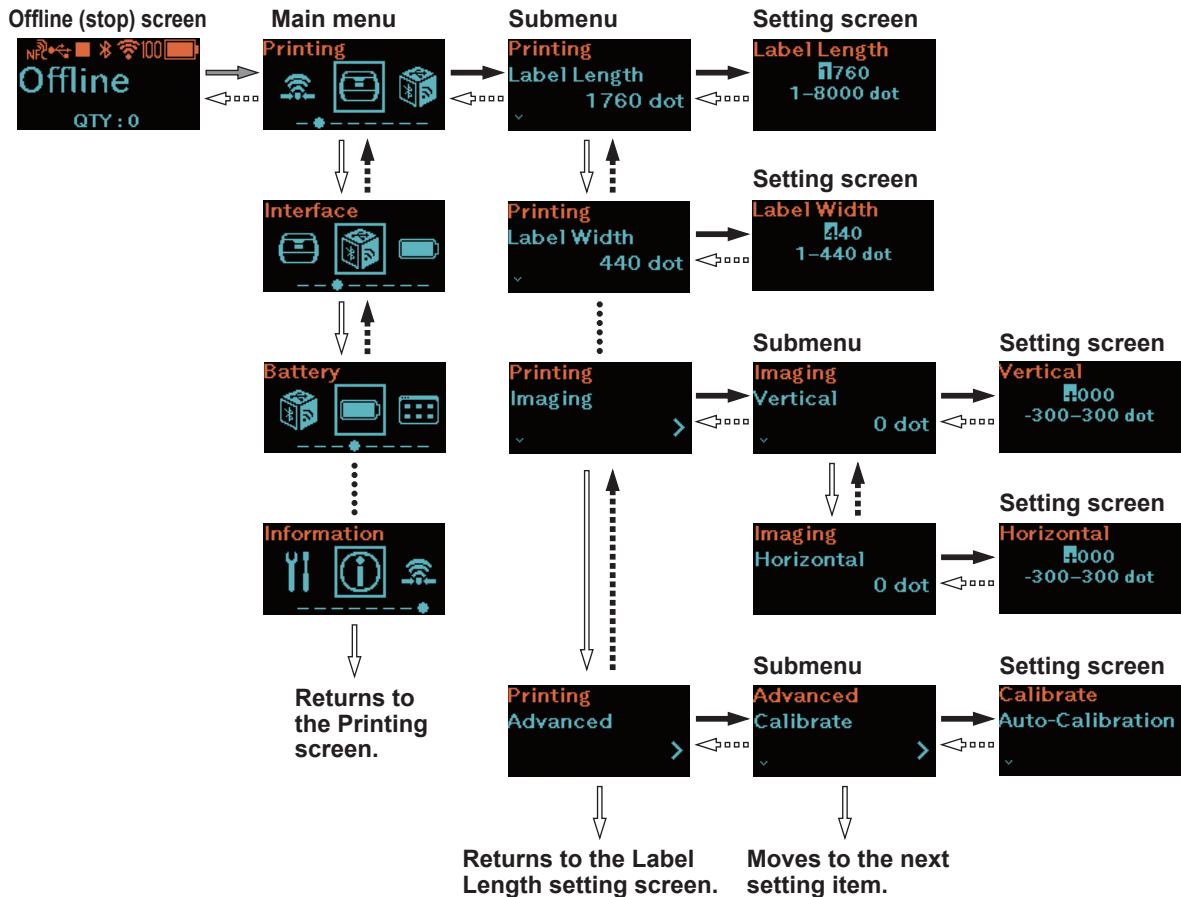 Offline (stop) screen
Main menu
Submenu
Setting screen
NFC 100
Offline
QTY : 0
Printing
Printing
Label Length
1760 dot
Label Length
1760
1–8000 dot
Setting screen
Interface
Printing
Label Width
440 dot
Label Width
440
1–440 dot
Submenu
Setting screen
Battery
Printing
Imaging
Imaging
Vertical
0 dot
Vertical
000
-300–300 dot
Setting screen
Information
Imaging
Horizontal
0 dot
Horizontal
000
-300–300 dot
Submenu
Setting screen
Returns to
the Printing
screen.
Printing
Advanced
Advanced
Calibrate
Calibrate
Auto-Calibration
Returns to the Label
Length setting screen.
Moves to the next
setting item.